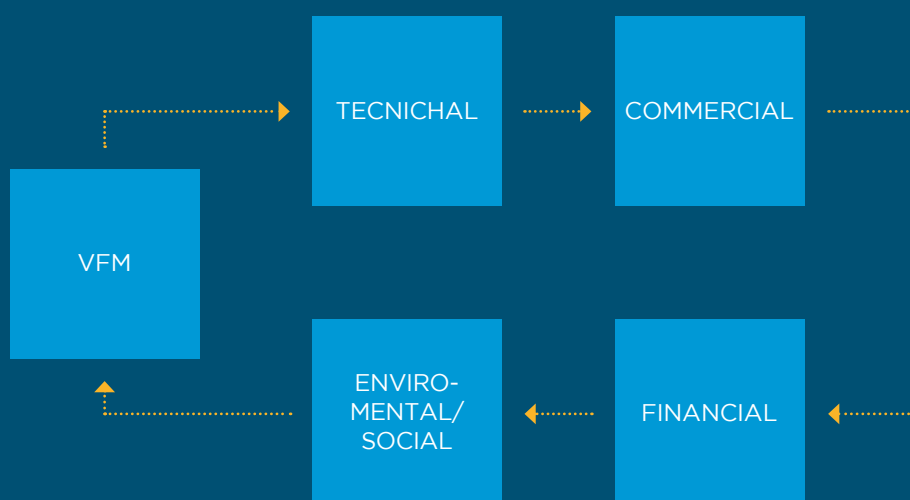 TECNICHAL
COMMERCIAL
VFM
ENVIRO-
MENTAL/
SOCIAL
FINANCIAL